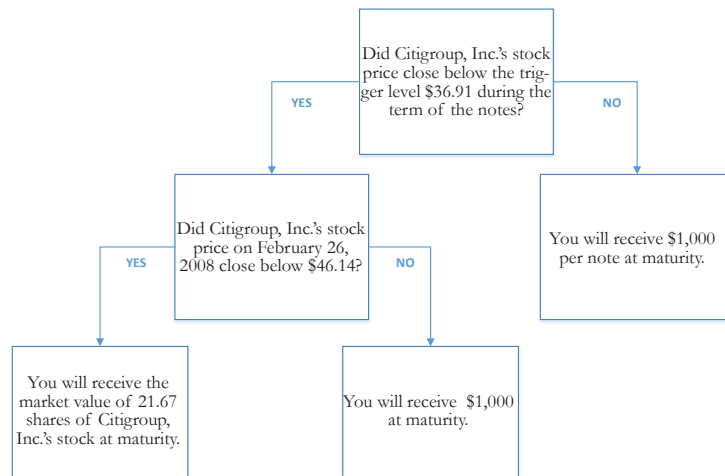 Did Citigroup, Inc.'s stock
price close below the trig-
ger level $36.91 during the
term of the notes?
YES
NO
Did Citigroup, Inc.'s stock
price on February 26,
2008 close below $46.14?
You will receive $1,000
per note at maturity.
YES
NO
You will receive the
market value of 21.67
shares of Citigroup,
Inc.'s stock at maturity.
You will receive $1,000
at maturity.